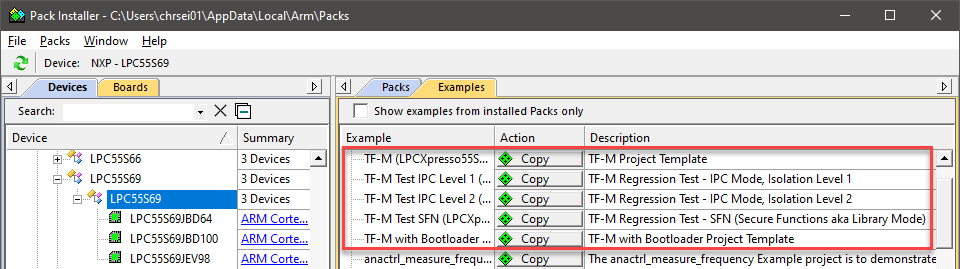 Pack Installer - C:\Users\chrsei01\AppData\Local\Arm\Packs
File Packs Window Help
Device: NXP - LPC55S69
Devices Boards
Search:
Device Summary
LPC55S66 3 Devices
LPC55S69 3 Devices
LPC55S69 3 Devices
LPC55S69JBD64 ARM Corte...
LPC55S69JBD100 ARM Corte...
LPC55S69JEV98 ARM Corte...
Packs Examples
Show examples from installed Packs only
Example Action Description
TF-M (LPCXpresso55S... Copy TF-M Project Template
TF-M Test IPC Level 1 (... Copy TF-M Regression Test - IPC Mode, Isolation Level 1
TF-M Test IPC Level 2 (... Copy TF-M Regression Test - IPC Mode, Isolation Level 2
TF-M Test SFN (LPCXp... Copy TF-M Regression Test - SFN (Secure Functions aka Library Mode)
TF-M with Bootloader ... Copy TF-M with Bootloader Project Template
anactrl_measure_frequ... Copy The anactrl_measure_frequency Example project is to demonstrate